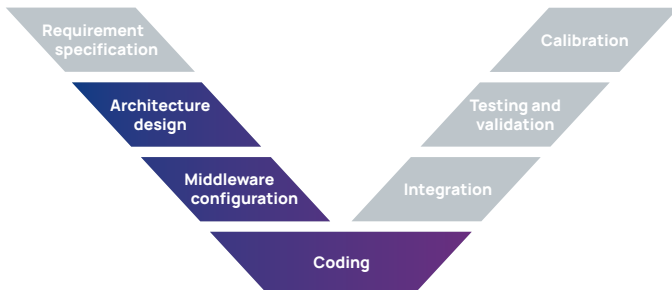 Requirement
specification
Architecture
design
Middleware
configuration
Coding
Integration
Testing and
validation
Calibration